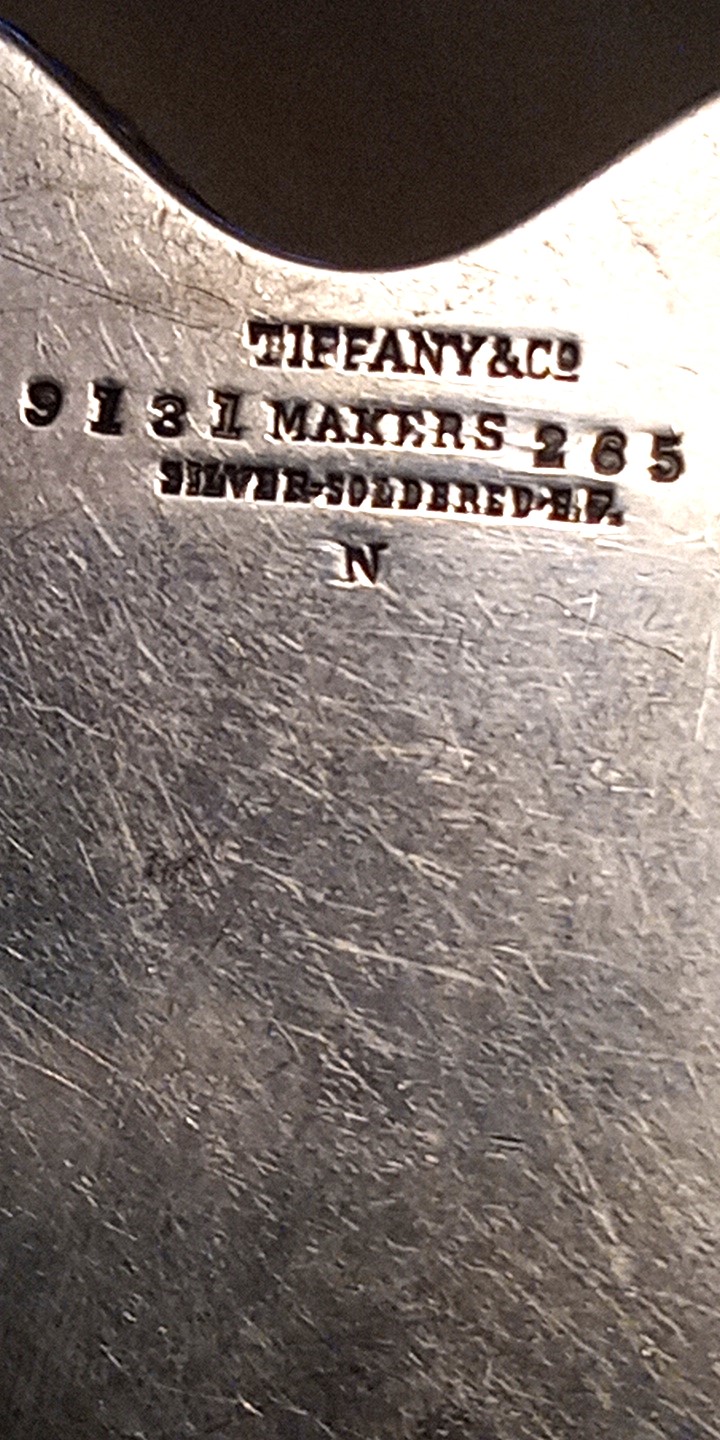 TIFFANY&Cº
9131 MAKERS 265
SILVER-SOLDERED-E.P.
N